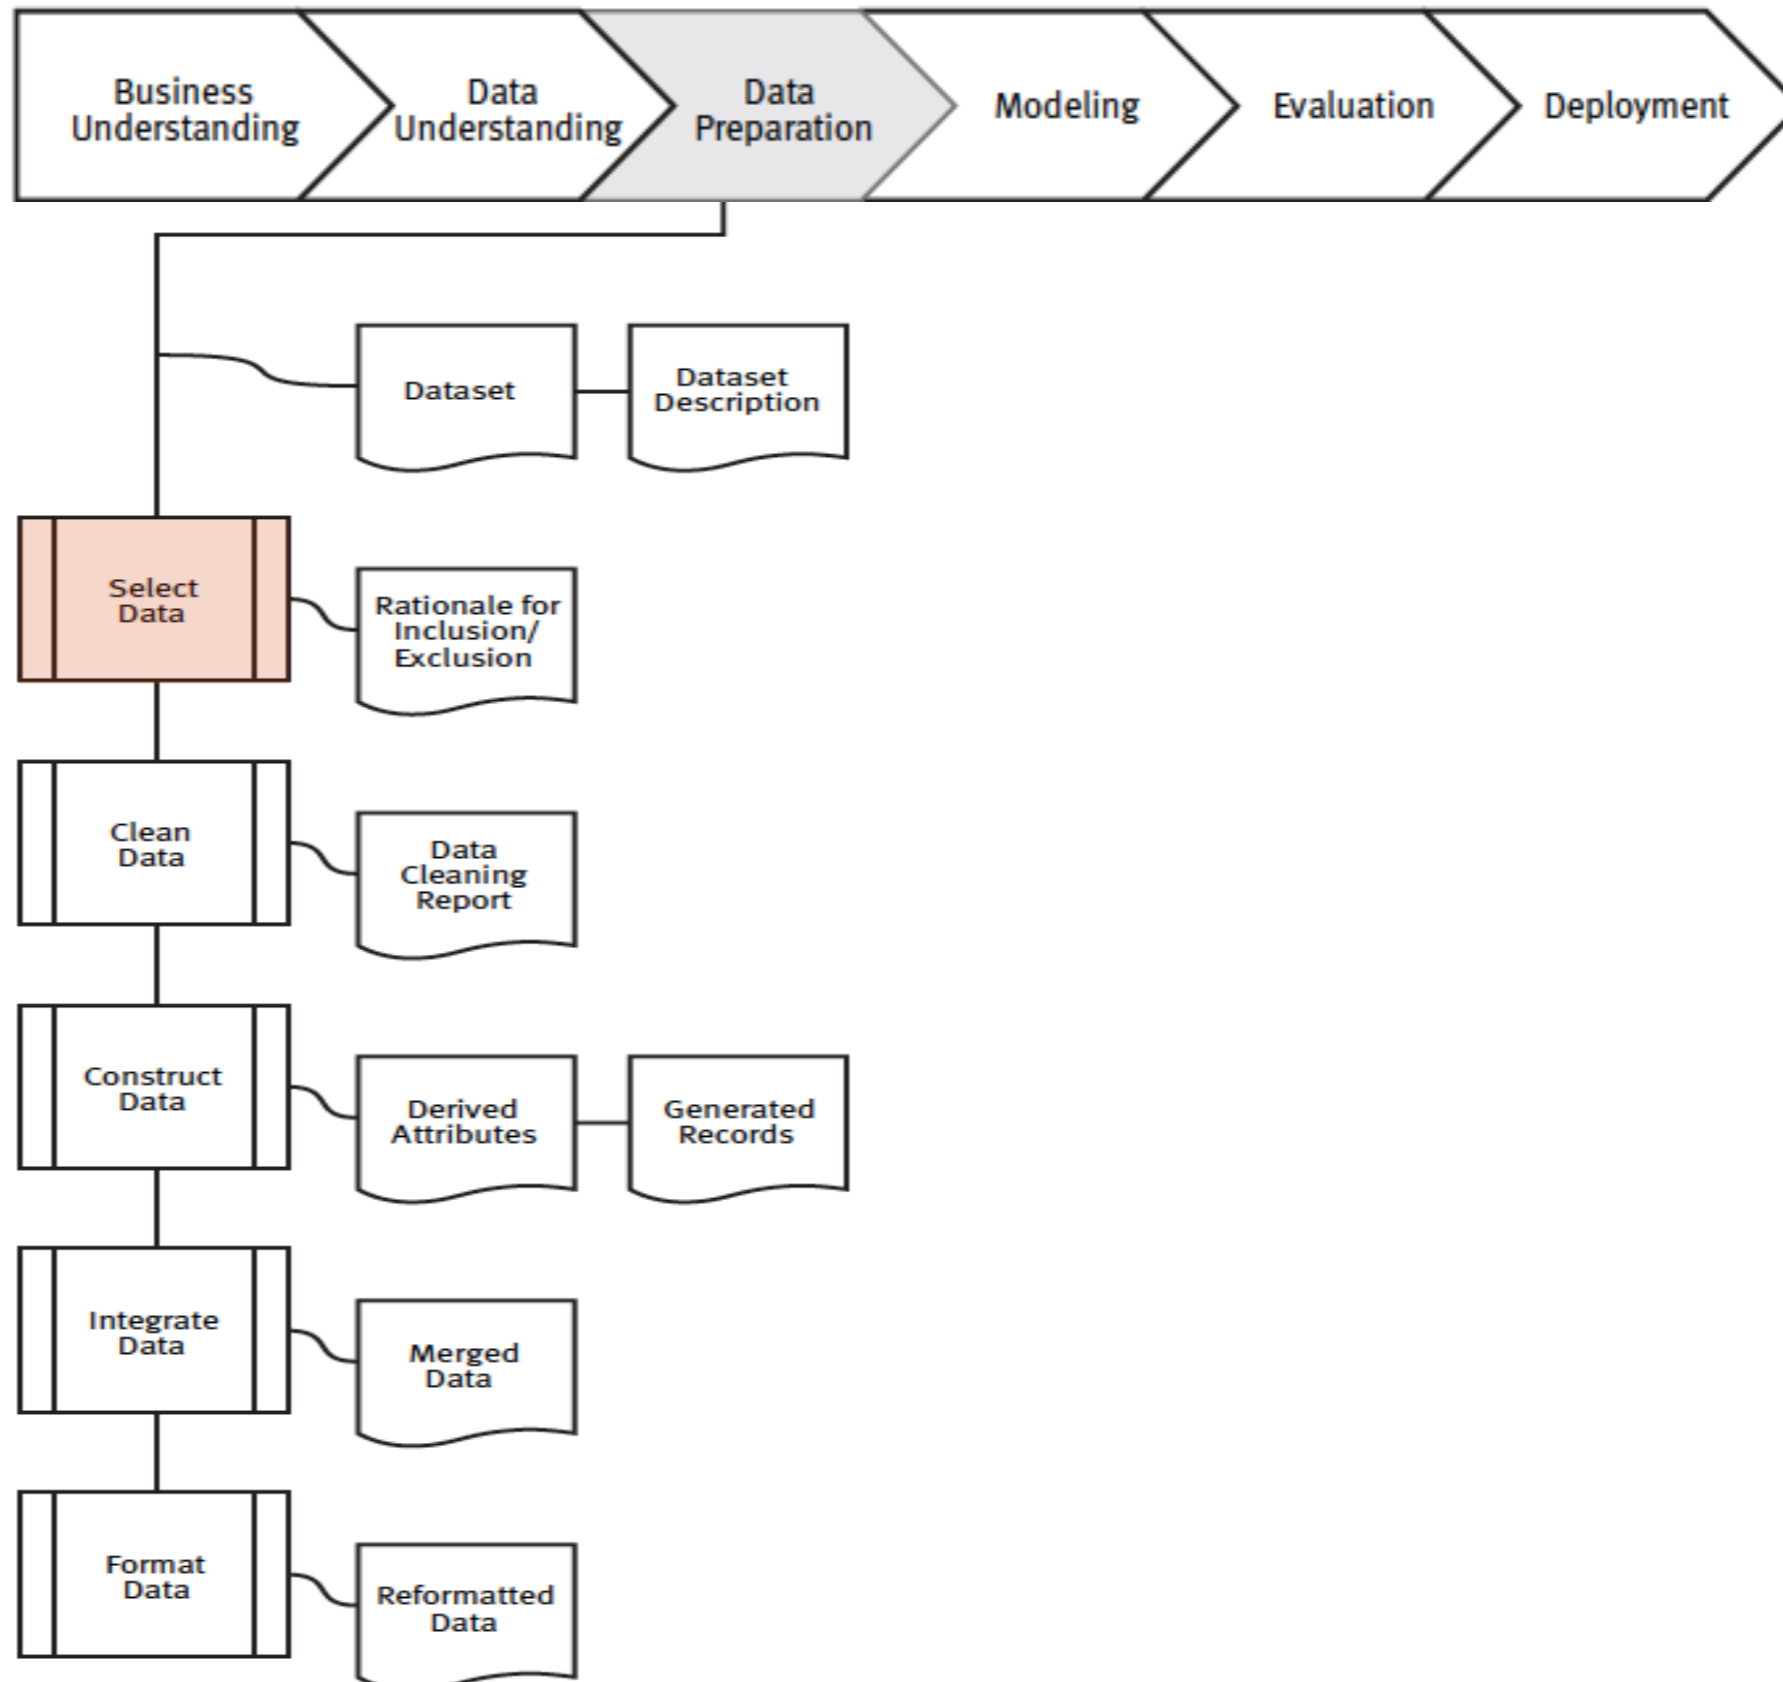 Business
Understanding
Data
Understanding
Data
Preparation
Modeling
Evaluation
Deployment
Dataset
Dataset
Description
Select
Data
Rationale for
Inclusion/
Exclusion
Clean
Data
Data
Cleaning
Report
Construct
Data
Derived
Attributes
Generated
Records
Integrate
Data
Merged
Data
Format
Data
Reformatted
Data